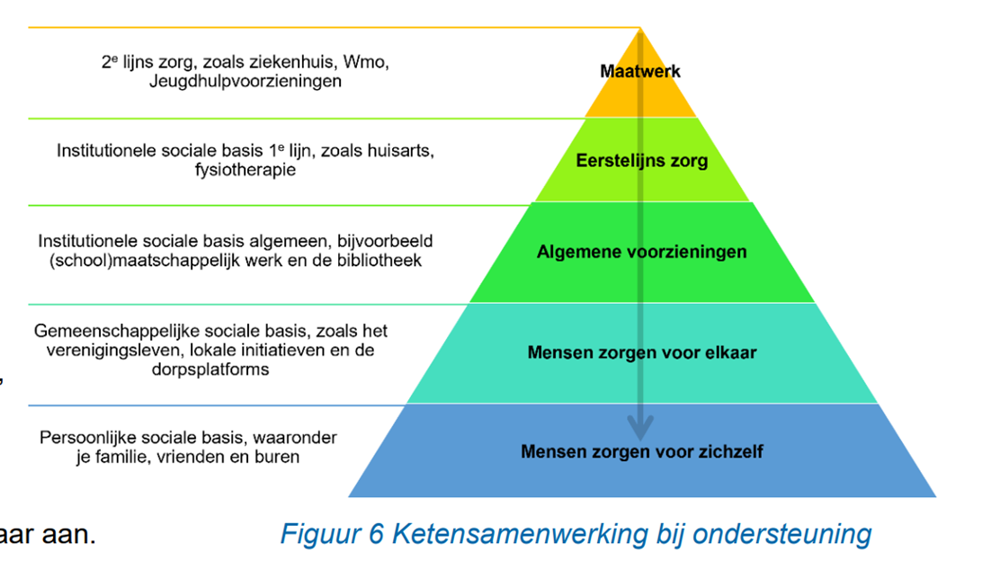 2e lijns zorg, zoals ziekenhuis, Wmo,
Jeugdhulpvoorzieningen
Maatwerk
Institutionele sociale basis 1e lijn, zoals huisarts,
fysiotherapie
Eerstelijns zorg
Institutionele sociale basis algemeen, bijvoorbeeld
(school)maatschappelijk werk en de bibliotheek
Algemene voorzieningen
Gemeenschappelijke sociale basis, zoals het
verenigingsleven, lokale initiatieven en de
dorpsplatforms
Mensen zorgen voor elkaar
,
Persoonlijke sociale basis, waaronder
je familie, vrienden en buren
Mensen zorgen voor zichzelf
aar aan.
Figuur 6 Ketensamenwerking bij ondersteuning